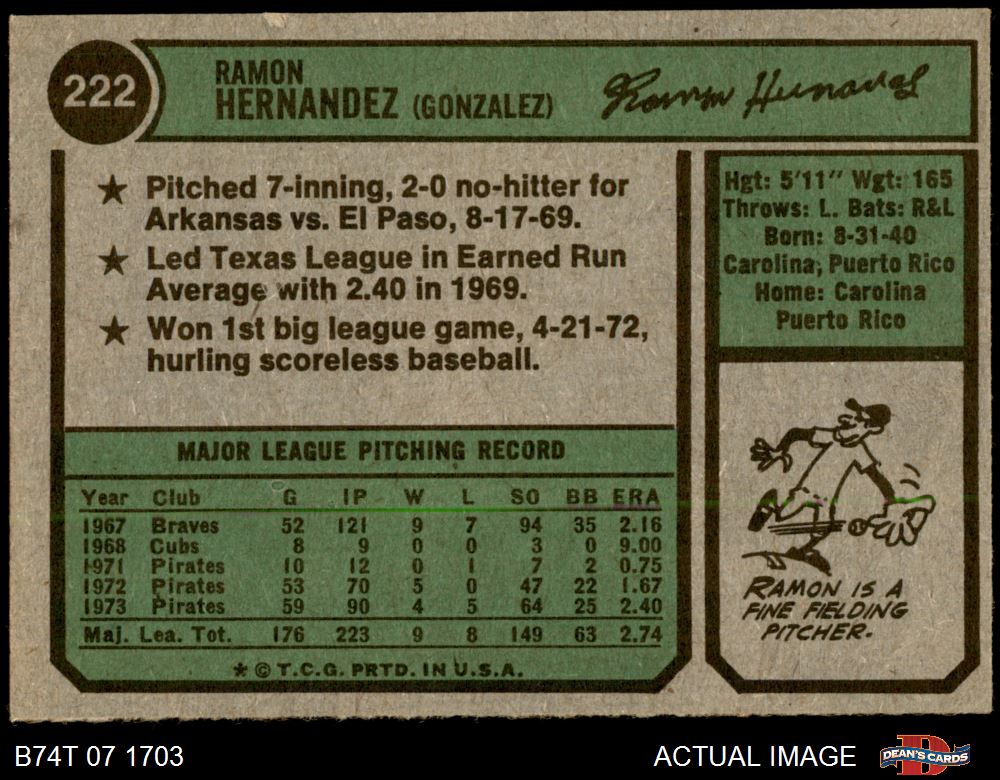 222
RAMON
HERNANDEZ (GONZALEZ)
Ramon Hernandez
★ Pitched 7-inning, 2-0 no-hitter for
Arkansas vs. El Paso, 8-17-69.
★ Led Texas League in Earned Run
Average with 2.40 in 1969.
★ Won 1st big league game, 4-21-72,
hurling scoreless baseball.
MAJOR LEAGUE PITCHING RECORD
Year Club G IP W L SO BB ERA
1967 Braves 52 121 9 7 94 35 2.16
1968 Cubs 8 9 0 0 3 0 9.00
1971 Pirates 10 12 0 1 7 2 0.75
1972 Pirates 53 70 5 0 47 22 1.67
1973 Pirates 59 90 4 5 64 25 2.40
Maj. Lea. Tot. 176 223 9 8 149 63 2.74
* © T.C.G. PRTD. IN U.S.A.
Hgt: 5'11" Wgt: 165
Throws: L. Bats: R&L
Born: 8-31-40
Carolina, Puerto Rico
Home: Carolina
Puerto Rico
RAMON IS A
FINE FIELDING
PITCHER.
B74T 07 1703
ACTUAL IMAGE
DEAN'S CARDS